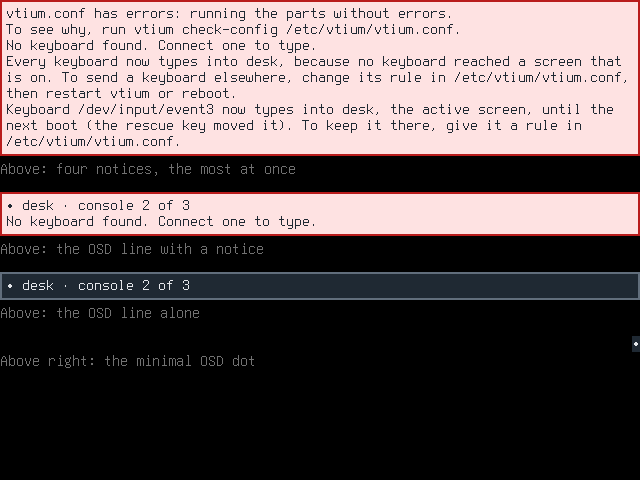 vtium.conf has errors: running the parts without errors.
To see why, run vtium check-config /etc/vtium/vtium.conf.
No keyboard found. Connect one to type.
Every keyboard now types into desk, because no keyboard reached a screen that
is on. To send a keyboard elsewhere, change its rule in /etc/vtium/vtium.conf,
then restart vtium or reboot.
Keyboard /dev/input/event3 now types into desk, the active screen, until the
next boot (the rescue key moved it). To keep it there, give it a rule in
/etc/vtium/vtium.conf.
Above: four notices, the most at once
• desk · console 2 of 3
No keyboard found. Connect one to type.
Above: the OSD line with a notice
• desk · console 2 of 3
Above: the OSD line alone
•
Above right: the minimal OSD dot